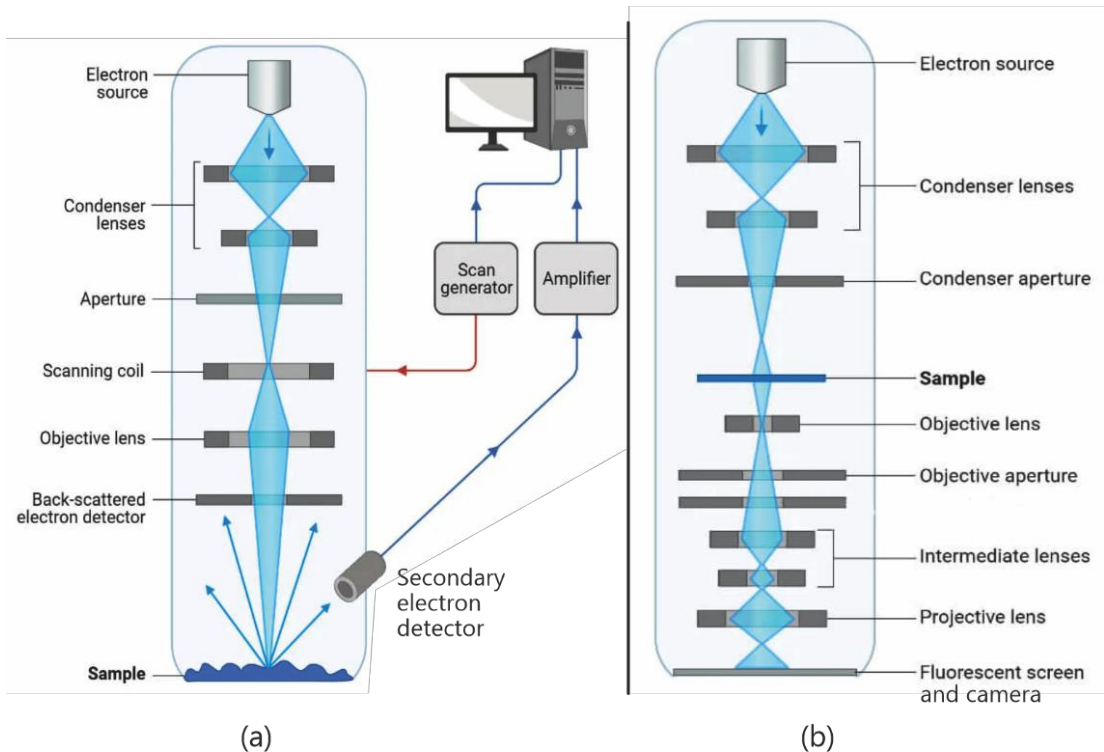 Electron
source
Condenser
lenses
Aperture
Scanning coil
Objective lens
Back-scattered
electron detector
Sample
Scan
generator
Amplifier
Secondary
electron
detector
(a)
Electron source
Condenser lenses
Condenser aperture
Sample
Objective lens
Objective aperture
Intermediate lenses
Projective lens
Fluorescent screen
and camera
(b)